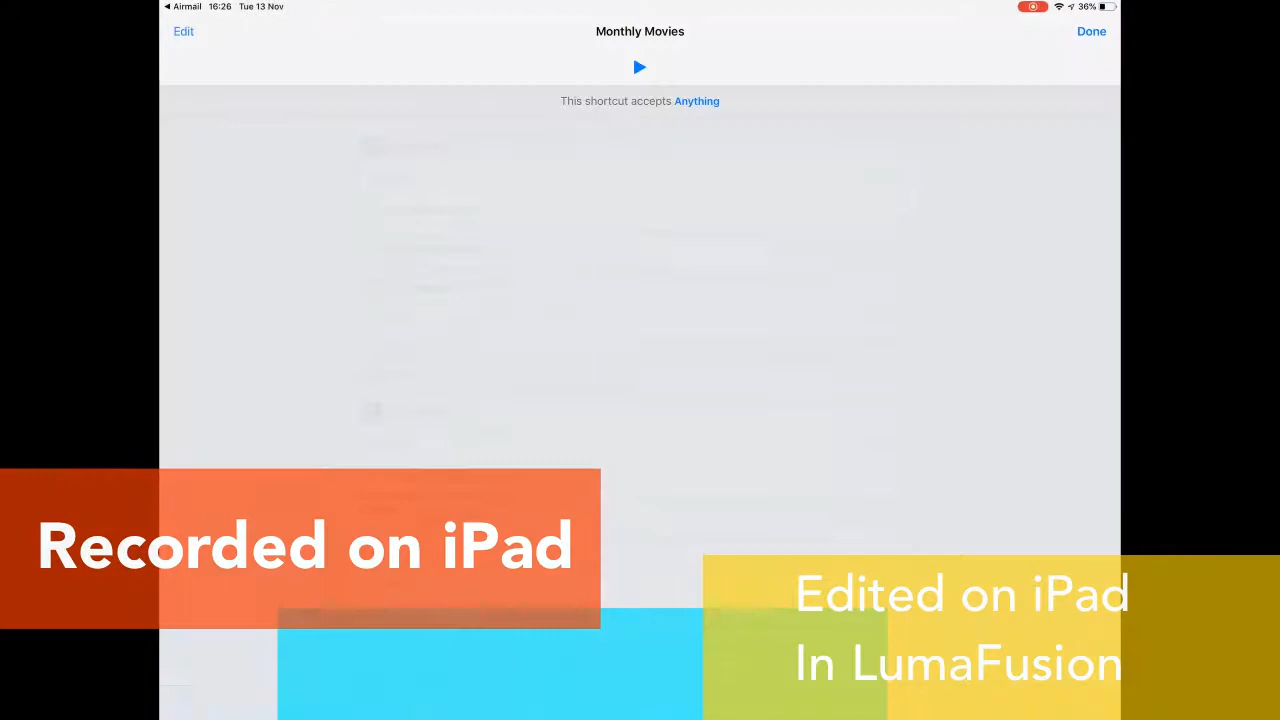 Airmail 16:26 Tue 13 Nov 36%
Edit Monthly Movies Done
This shortcut accepts Anything
Recorded on iPad
Edited on iPad
In LumaFusion